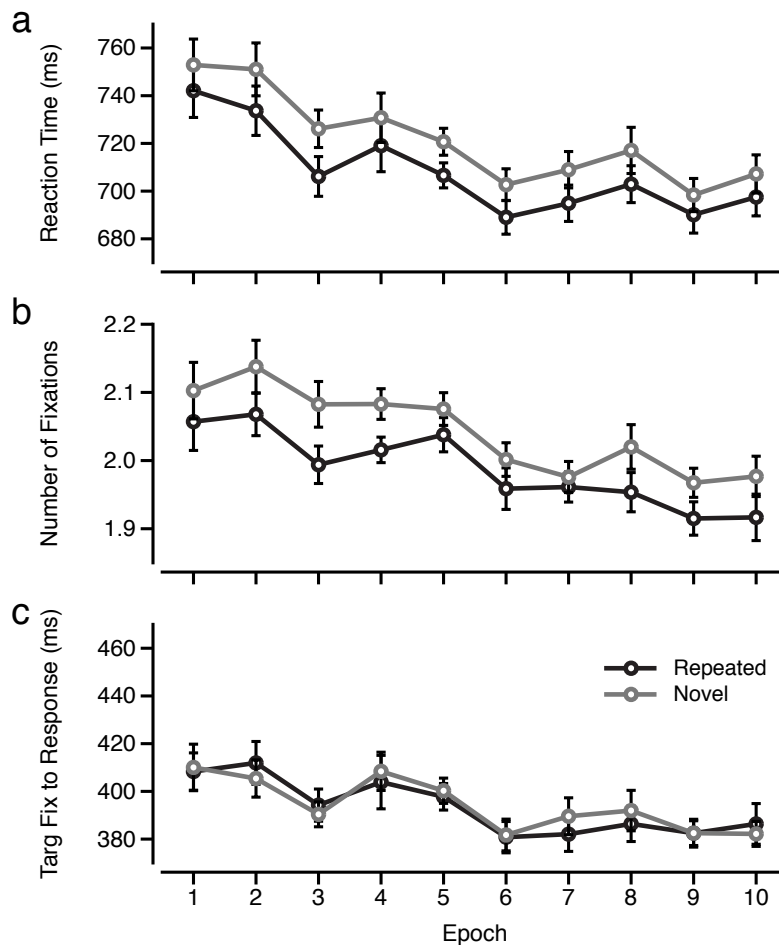 a
Reaction Time (ms)
760
740
720
700
680
b
Number of Fixations
2.2
2.1
2.0
1.9
c
Targ Fix to Response (ms)
460
440
420
400
380
Repeated
Novel
1 2 3 4 5 6 7 8 9 10
Epoch